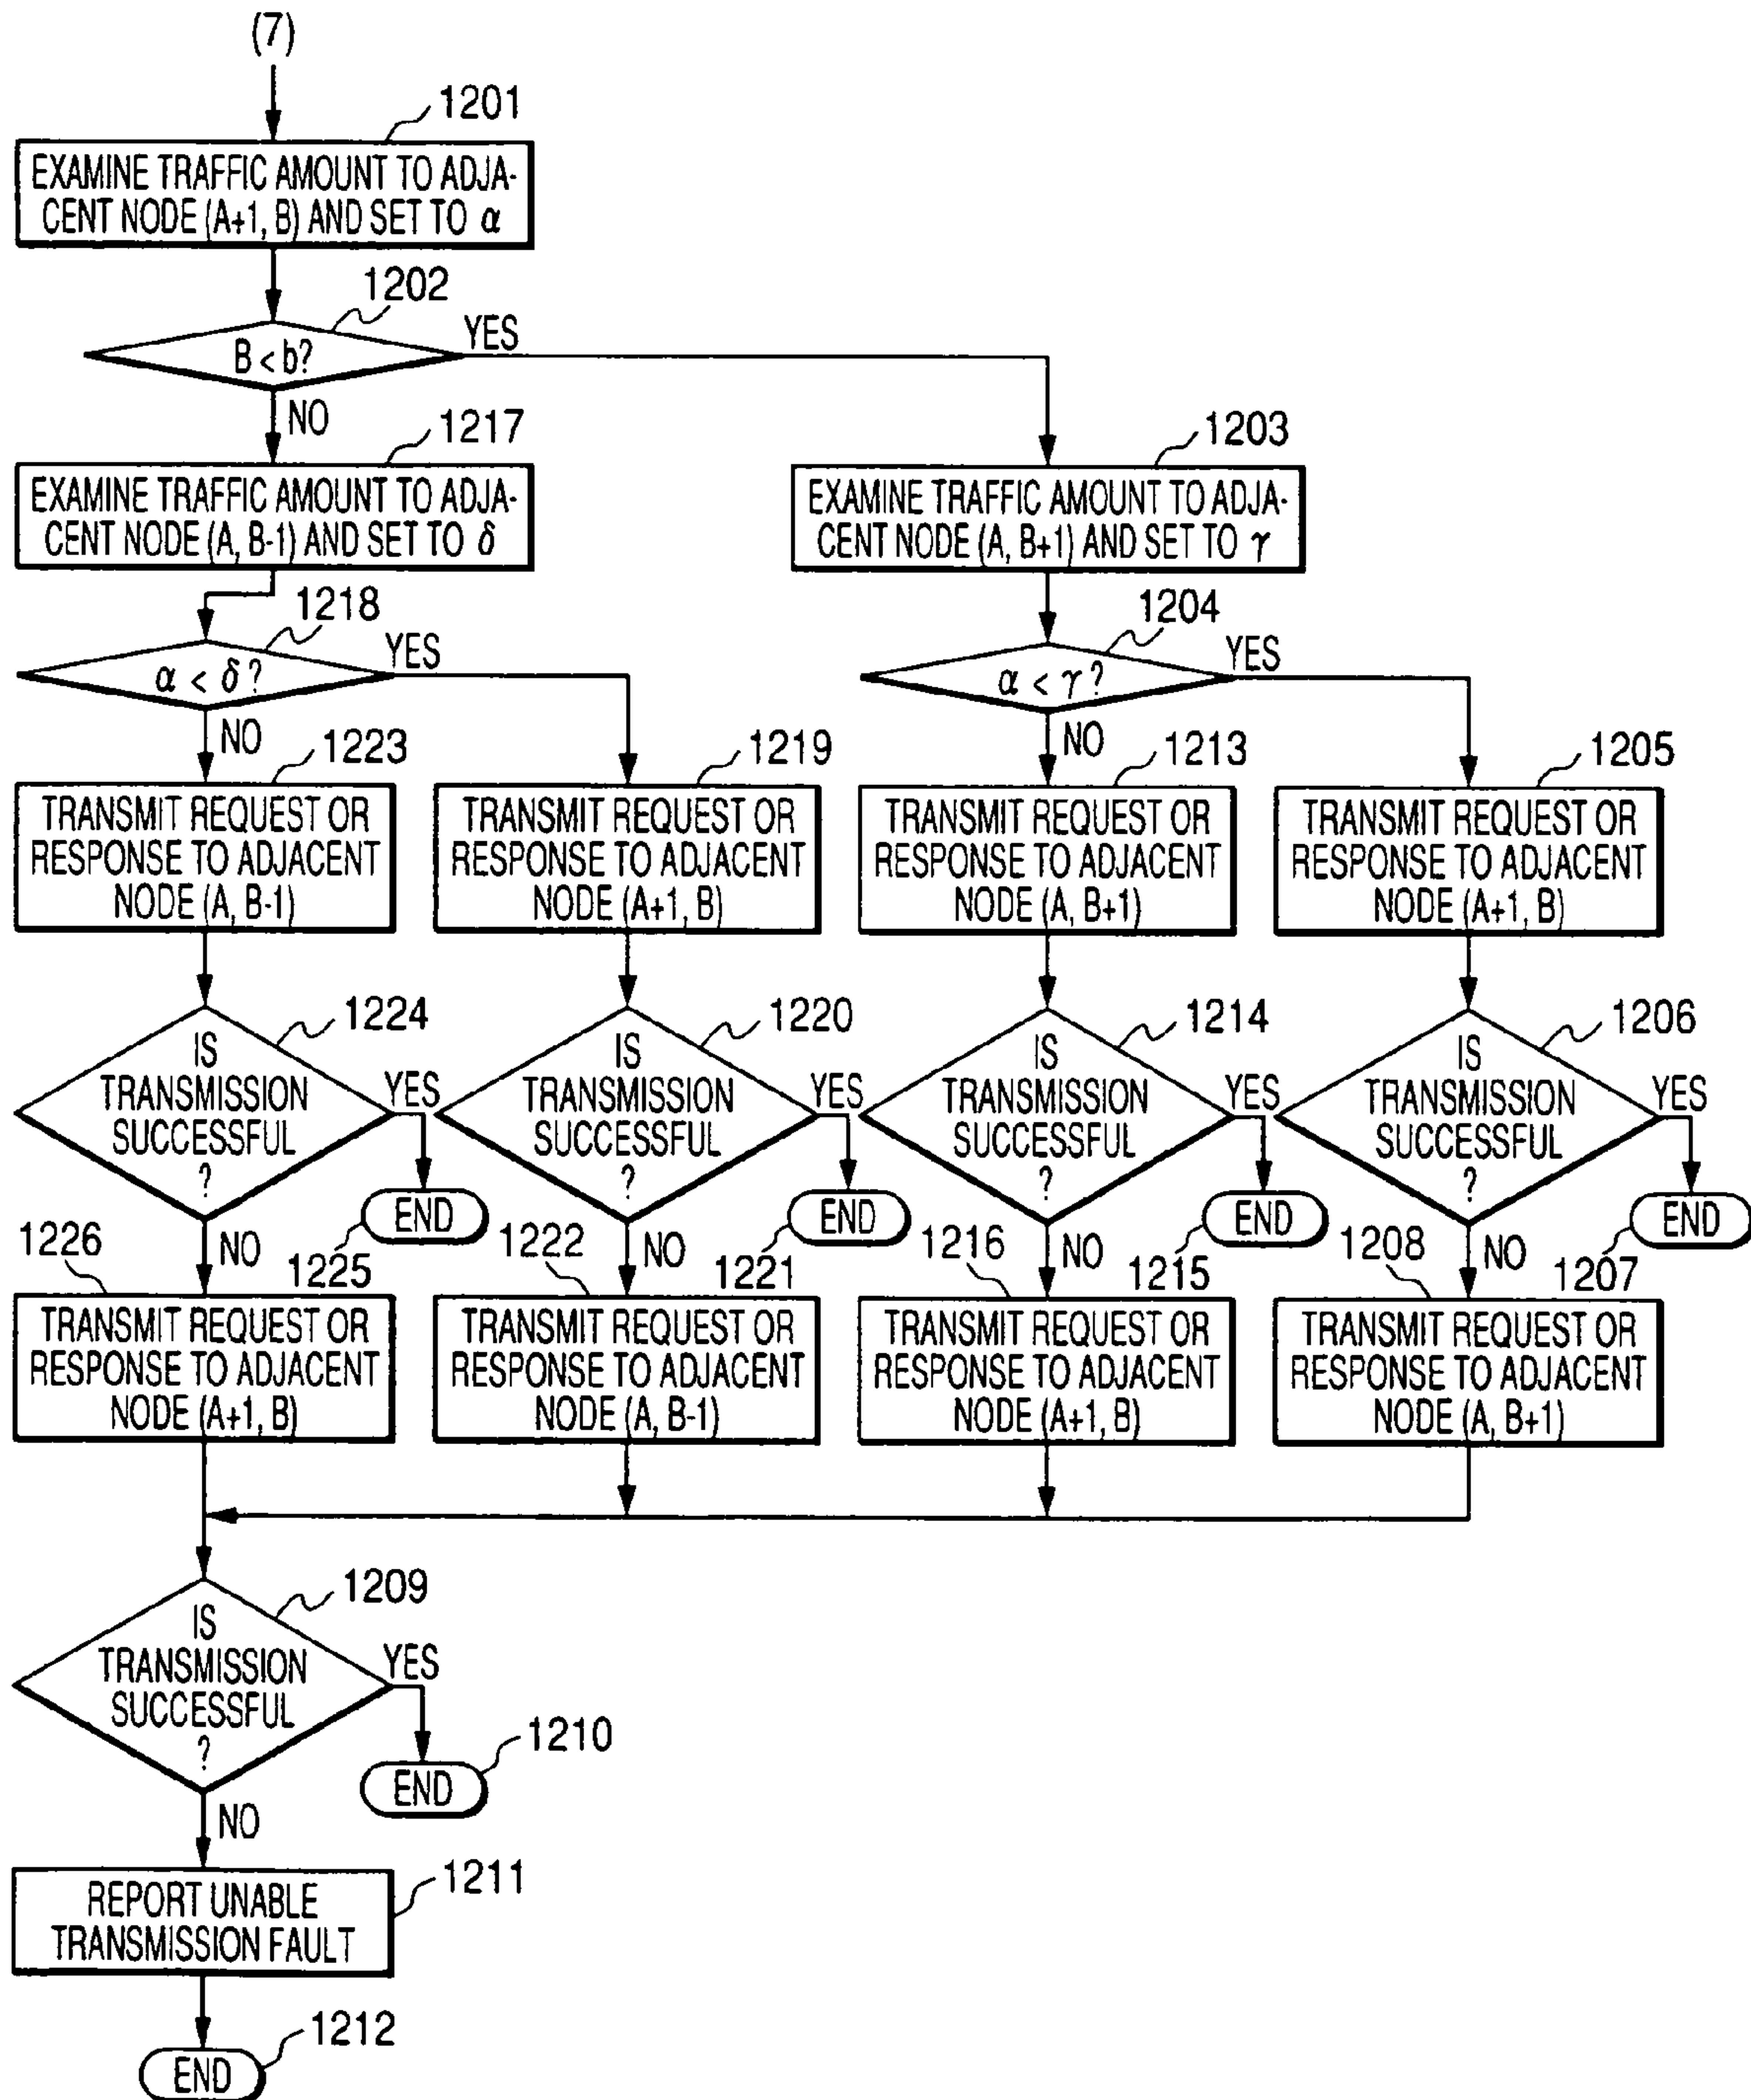 (7)
1201
EXAMINE TRAFFIC AMOUNT TO ADJA-
CENT NODE (A+1, B) AND SET TO α
1202
B < b?
YES
NO
1217
EXAMINE TRAFFIC AMOUNT TO ADJA-
CENT NODE (A, B-1) AND SET TO δ
1203
EXAMINE TRAFFIC AMOUNT TO ADJA-
CENT NODE (A, B+1) AND SET TO γ
1218
α < δ ?
YES
NO
1204
α < γ ?
YES
NO
1223
TRANSMIT REQUEST OR
RESPONSE TO ADJACENT
NODE (A, B-1)
1219
TRANSMIT REQUEST OR
RESPONSE TO ADJACENT
NODE (A+1, B)
1213
TRANSMIT REQUEST OR
RESPONSE TO ADJACENT
NODE (A, B+1)
1205
TRANSMIT REQUEST OR
RESPONSE TO ADJACENT
NODE (A+1, B)
1224
IS
TRANSMISSION
SUCCESSFUL
?
YES
END
1225
NO
1220
IS
TRANSMISSION
SUCCESSFUL
?
YES
END
1221
NO
1214
IS
TRANSMISSION
SUCCESSFUL
?
YES
END
1215
NO
1206
IS
TRANSMISSION
SUCCESSFUL
?
YES
END
1207
NO
1226
TRANSMIT REQUEST OR
RESPONSE TO ADJACENT
NODE (A+1, B)
1222
TRANSMIT REQUEST OR
RESPONSE TO ADJACENT
NODE (A, B-1)
1216
TRANSMIT REQUEST OR
RESPONSE TO ADJACENT
NODE (A+1, B)
1208
TRANSMIT REQUEST OR
RESPONSE TO ADJACENT
NODE (A, B+1)
1209
IS
TRANSMISSION
SUCCESSFUL
?
YES
1210
END
NO
1211
REPORT UNABLE
TRANSMISSION FAULT
1212
END